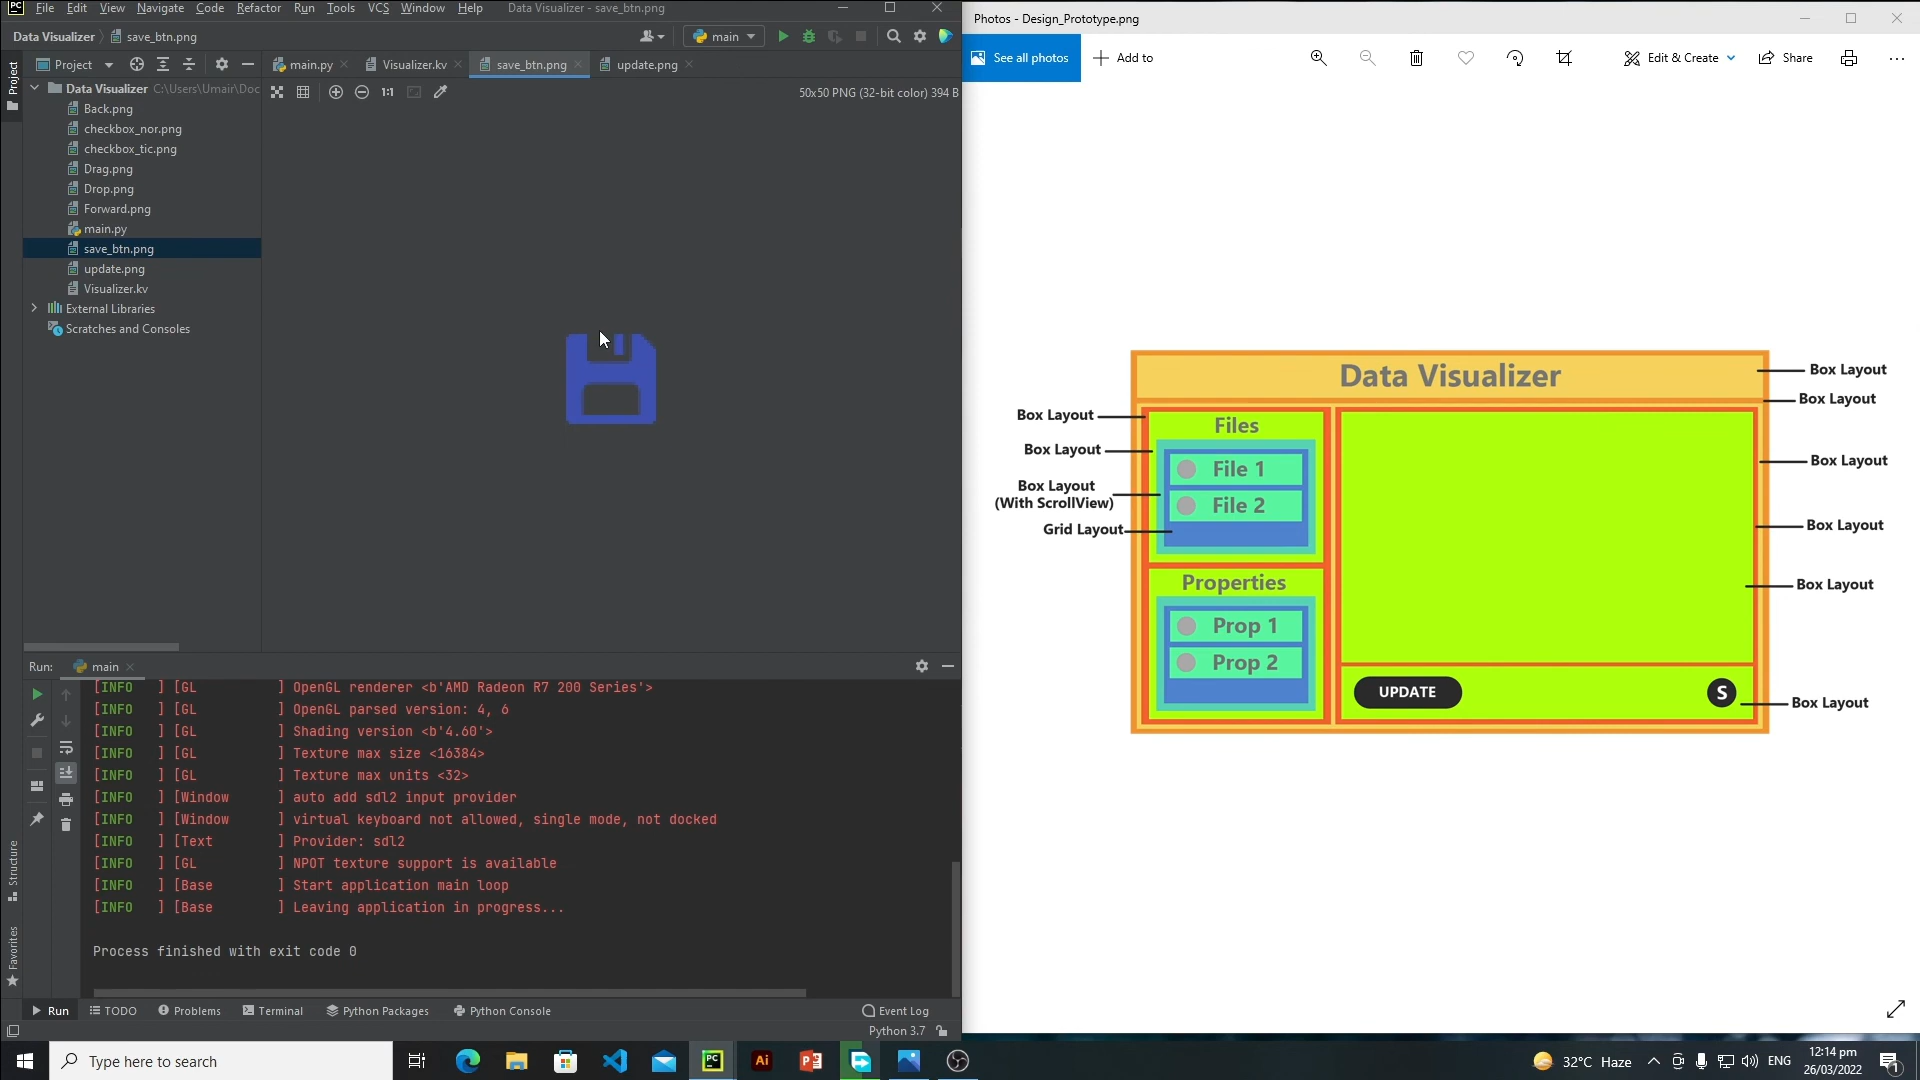 PC File Edit View Navigate Code Refactor Run Tools VCS Window Help Data Visualizer - save_btn.png
Data Visualizer save_btn.png main
Project main.py Visualizer.kv save_btn.png update.png
Project
50x50 PNG (32-bit color) 394 B
Data Visualizer C:\Users\Umair\Doc
Back.png
checkbox_nor.png
checkbox_tic.png
Drag.png
Drop.png
Forward.png
main.py
save_btn.png
update.png
Visualizer.kv
External Libraries
Scratches and Consoles
1:1
Run: main
[INFO ] [GL ] OpenGL renderer <b'AMD Radeon R7 200 Series'>
[INFO ] [GL ] OpenGL parsed version: 4, 6
[INFO ] [GL ] Shading version <b'4.60'>
[INFO ] [GL ] Texture max size <16384>
[INFO ] [GL ] Texture max units <32>
[INFO ] [Window ] auto add sdl2 input provider
[INFO ] [Window ] virtual keyboard not allowed, single mode, not docked
[INFO ] [Text ] Provider: sdl2
[INFO ] [GL ] NPOT texture support is available
[INFO ] [Base ] Start application main loop
[INFO ] [Base ] Leaving application in progress...
Process finished with exit code 0
Structure
Favorites
Run TODO Problems Terminal Python Packages Python Console Event Log
Python 3.7
Photos - Design_Prototype.png
See all photos Add to Edit & Create Share
Data Visualizer
Box Layout
Box Layout
Box Layout
Files
Box Layout
Box Layout
File 1
Box Layout
(With ScrollView)
File 2
Grid Layout
Box Layout
Properties
Box Layout
Prop 1
Prop 2
UPDATE S
Box Layout
Type here to search
PC Ai P
32°C Haze ENG
12:14 pm
26/03/2022
1